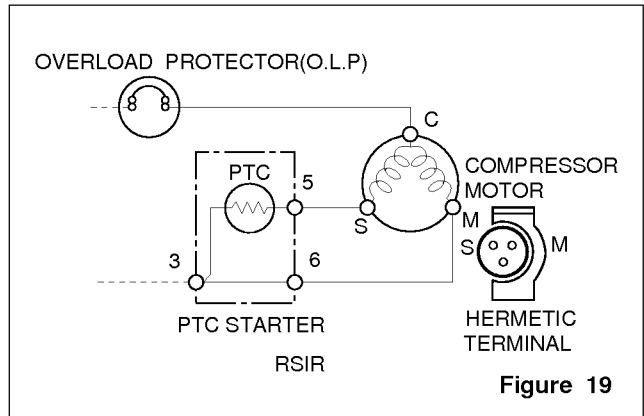 OVERLOAD PROTECTOR(O.L.P)
C
PTC
5
COMPRESSOR
MOTOR
S
M
S
M
3
6
PTC STARTER
HERMETIC
TERMINAL
RSIR
Figure 19